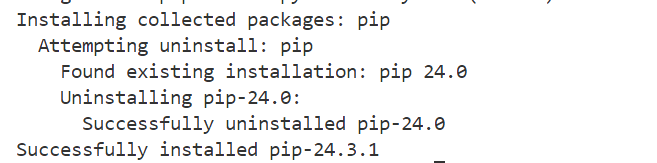 Installing collected packages: pip
Attempting uninstall: pip
Found existing installation: pip 24.0
Uninstalling pip-24.0:
Successfully uninstalled pip-24.0
Successfully installed pip-24.3.1